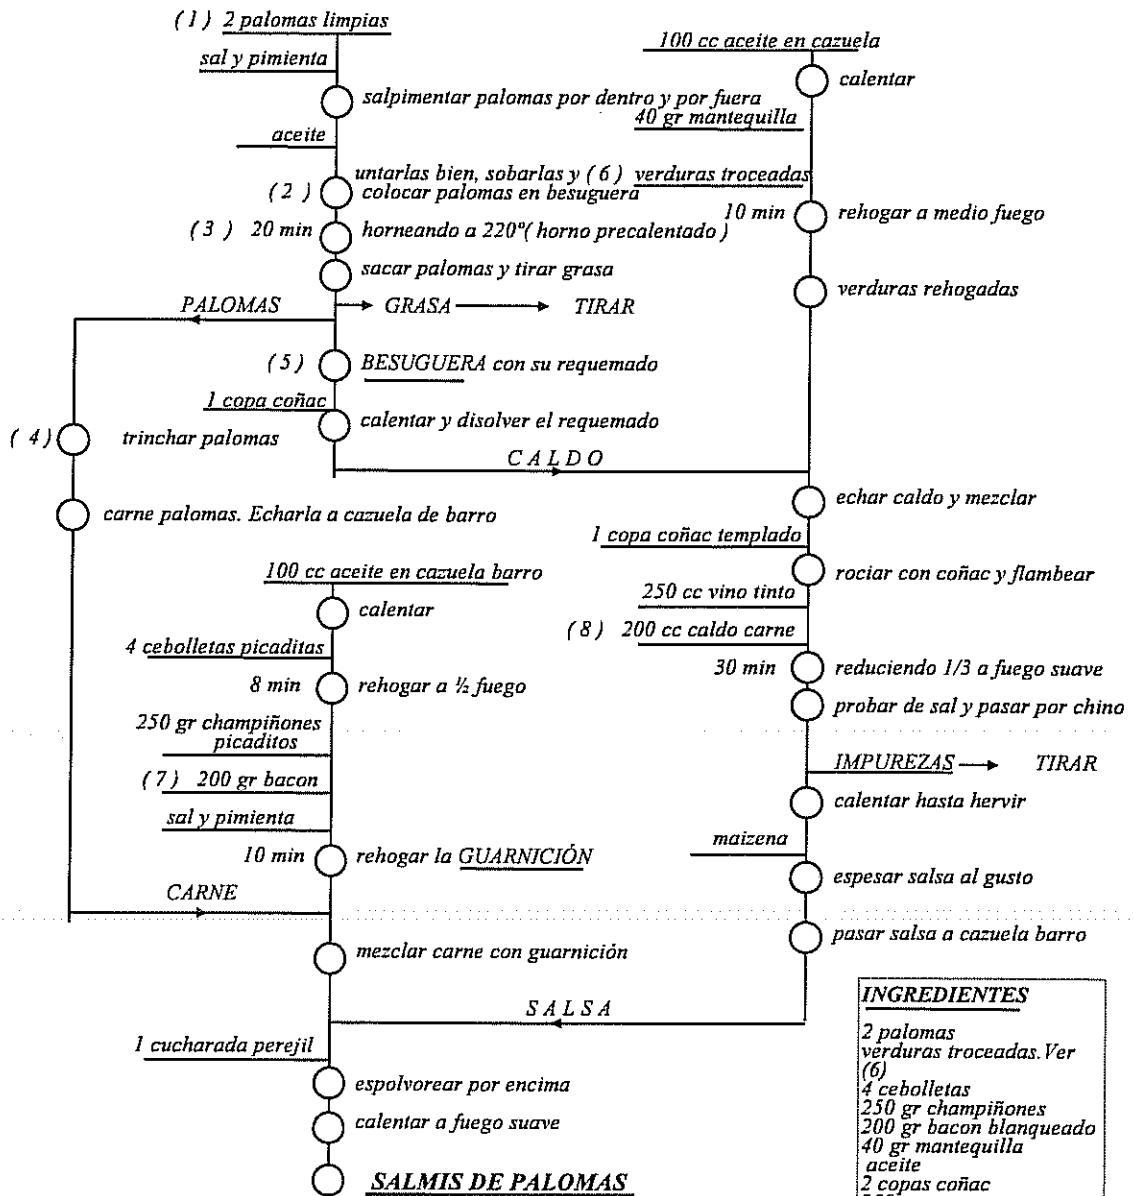 (1) 2 palomas limpias
sal y pimienta
salpimentar palomas por dentro y por fuera
aceite
untarlas bien, sobarlas y
(2) colocar palomas en besuguera
(3) 20 min horneando a 220º (horno precalentado)
sacar palomas y tirar grasa
PALOMAS GRASA TIRAR
(5) BESUGUERA con su requemado
1 copa coñac
calentar y disolver el requemado
CALDO
(4) trinchar palomas
carne palomas. Echarla a cazuela de barro
100 cc aceite en cazuela
calentar
40 gr mantequilla
(6) verduras troceadas
10 min rehogar a medio fuego
verduras rehogadas
echar caldo y mezclar
1 copa coñac templado
rociar con coñac y flambear
250 cc vino tinto
(8) 200 cc caldo carne
30 min reduciendo 1/3 a fuego suave
probar de sal y pasar por chino
IMPUREZAS TIRAR
calentar hasta hervir
maizena
espesar salsa al gusto
pasar salsa a cazuela barro
100 cc aceite en cazuela barro
calentar
4 cebolletas picaditas
8 min rehogar a ½ fuego
250 gr champiñones
picaditos
(7) 200 gr bacon
sal y pimienta
10 min rehogar la GUARNICIÓN
CARNE
mezclar carne con guarnición
SALSA
1 cucharada perejil
espolvorear por encima
calentar a fuego suave
SALMIS DE PALOMAS
INGREDIENTES
2 palomas
verduras troceadas. Ver
(6)
4 cebolletas
250 gr champiñones
200 gr bacon blanqueado
40 gr mantequilla
aceite
2 copas coñac